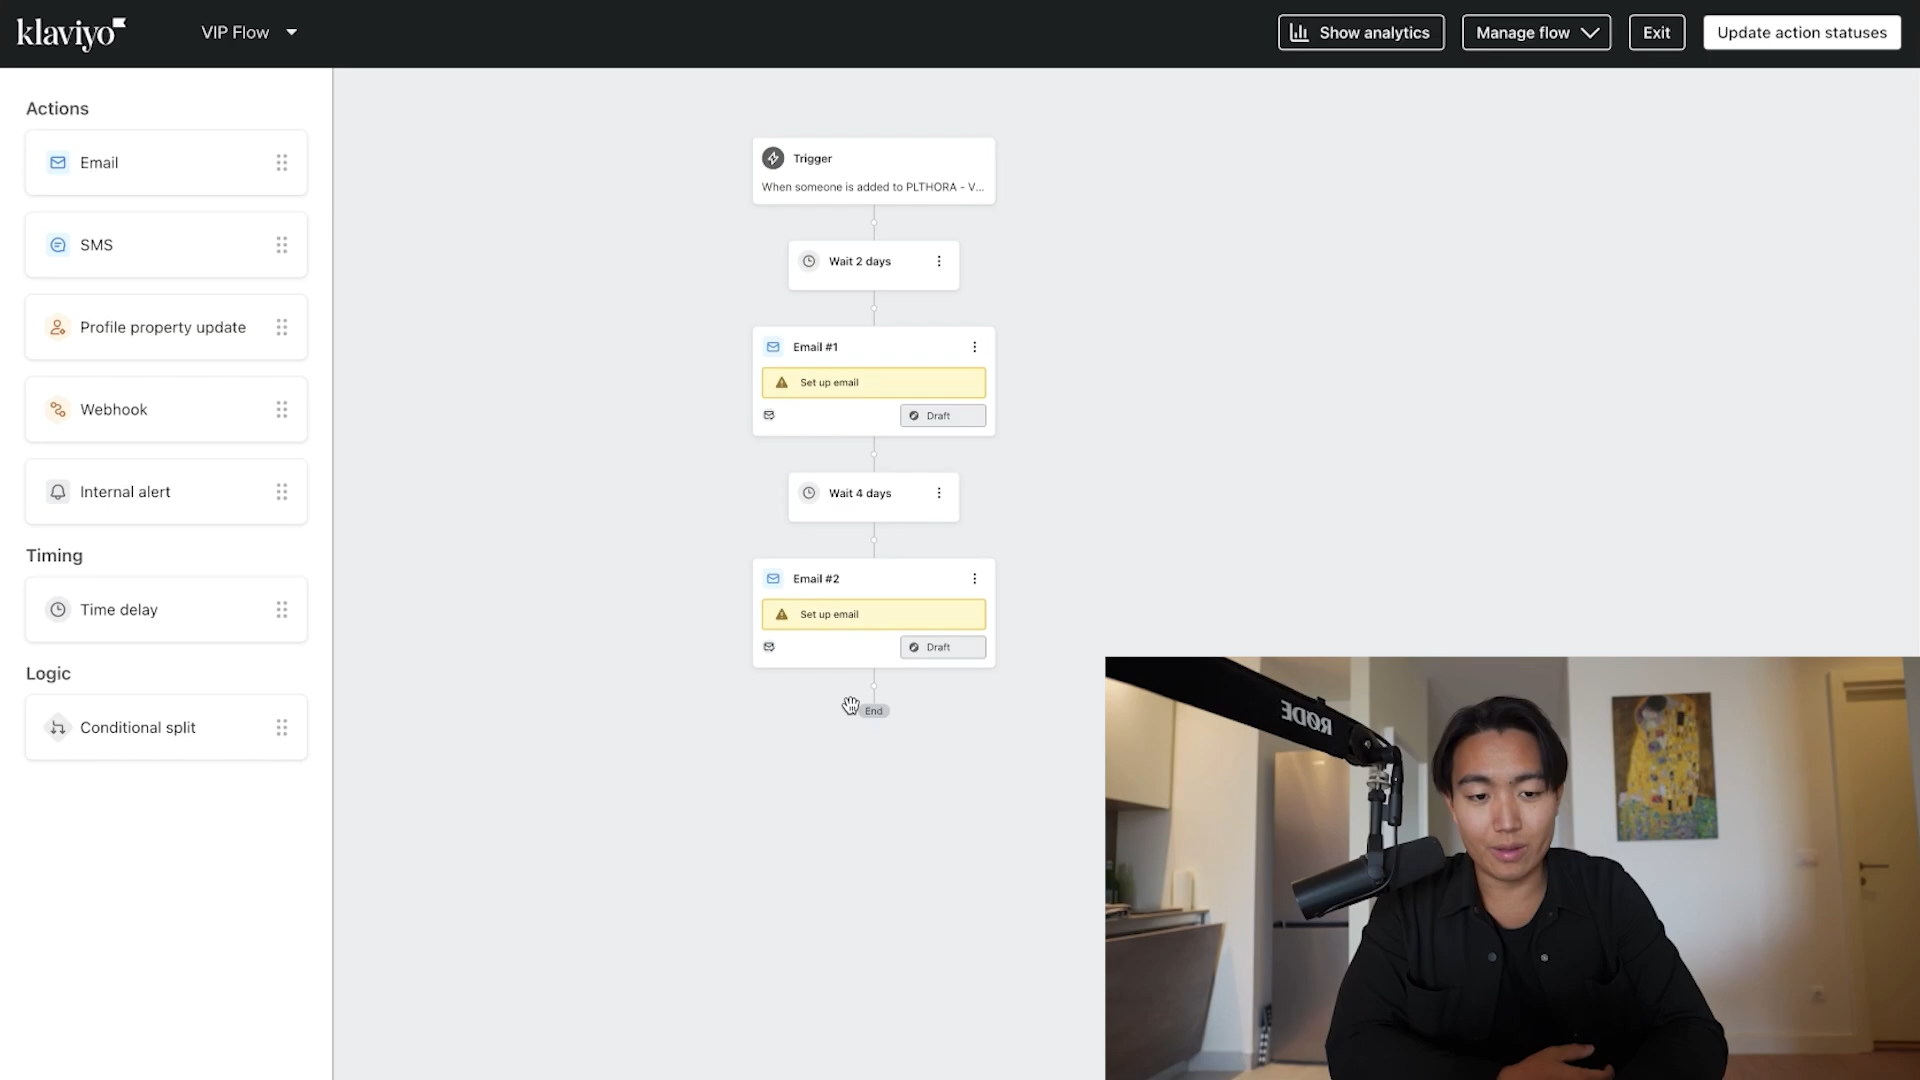 klaviyo
VIP Flow
Show analytics
Manage flow
Exit
Update action statuses
Actions
Email
SMS
Profile property update
Webhook
Internal alert
Timing
Time delay
Logic
Conditional split
Trigger
When someone is added to PLTHORA - V...
Wait 2 days
Email #1
Set up email
Draft
Wait 4 days
Email #2
Set up email
Draft
End
RØDE